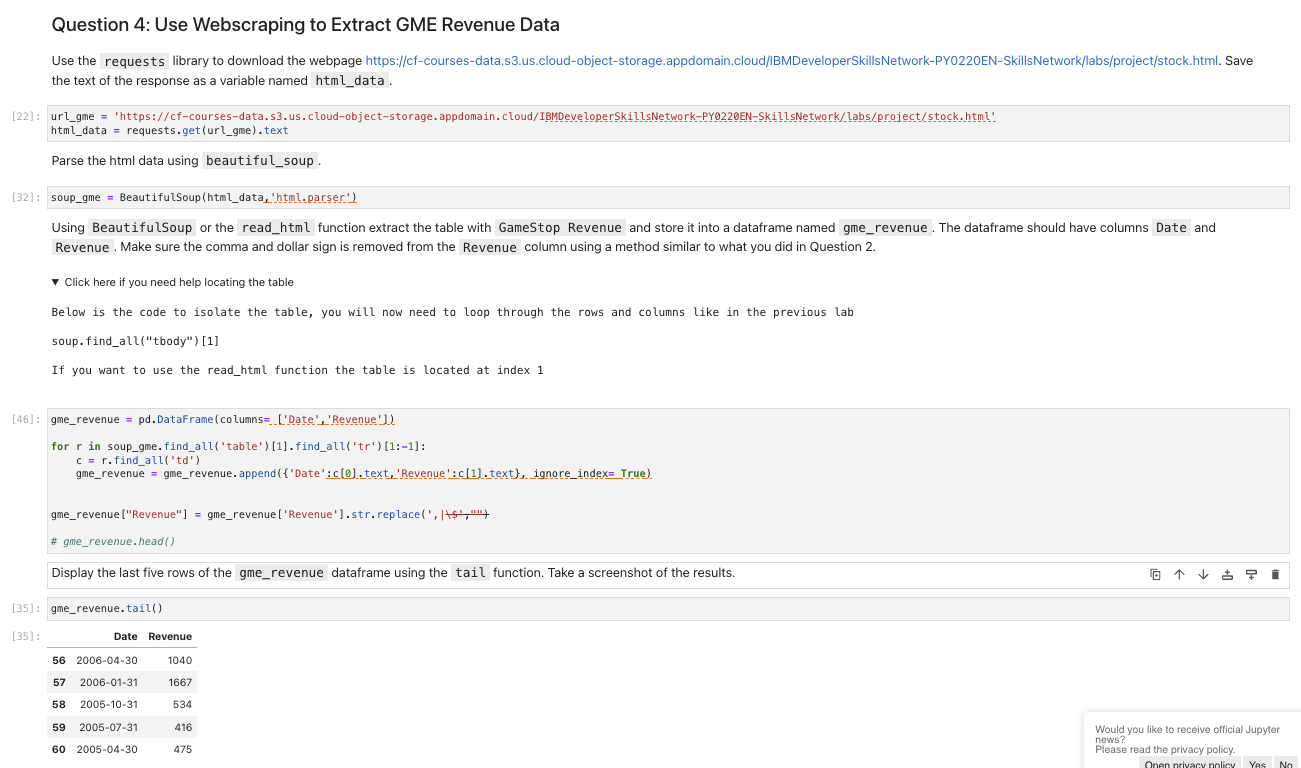 Question 4: Use Webscraping to Extract GME Revenue Data
Use the requests library to download the webpage https://cf-courses-data.s3.us.cloud-object-storage.appdomain.cloud/IBMDeveloperSkillsNetwork-PY0220EN-SkillsNetwork/labs/project/stock.html. Save
the text of the response as a variable named html_data.
[22]:
url_gme = 'https://cf-courses-data.s3.us.cloud-object-storage.appdomain.cloud/IBMDeveloperSkillsNetwork-PY0220EN-SkillsNetwork/labs/project/stock.html'
html_data = requests.get(url_gme).text
Parse the html data using beautiful_soup.
[32]:
soup_gme = BeautifulSoup(html_data,'html.parser')
Using BeautifulSoup or the read_html function extract the table with GameStop Revenue and store it into a dataframe named gme_revenue. The dataframe should have columns Date and
Revenue. Make sure the comma and dollar sign is removed from the Revenue column using a method similar to what you did in Question 2.
▼ Click here if you need help locating the table
Below is the code to isolate the table, you will now need to loop through the rows and columns like in the previous lab
soup.find_all("tbody")[1]
If you want to use the read_html function the table is located at index 1
[46]:
gme_revenue = pd.DataFrame(columns= ['Date','Revenue'])
for r in soup_gme.find_all('table')[1].find_all('tr')[1:-1]:
c = r.find_all('td')
gme_revenue = gme_revenue.append({'Date':c[0].text,'Revenue':c[1].text}, ignore_index= True)
gme_revenue["Revenue"] = gme_revenue['Revenue'].str.replace(',|\$',"")
# gme_revenue.head()
Display the last five rows of the gme_revenue dataframe using the tail function. Take a screenshot of the results.
[35]:
gme_revenue.tail()
[35]:
Date Revenue
56 2006-04-30 1040
57 2006-01-31 1667
58 2005-10-31 534
59 2005-07-31 416
60 2005-04-30 475
Would you like to receive official Jupyter
news?
Please read the privacy policy.
Open privacy policy Yes No